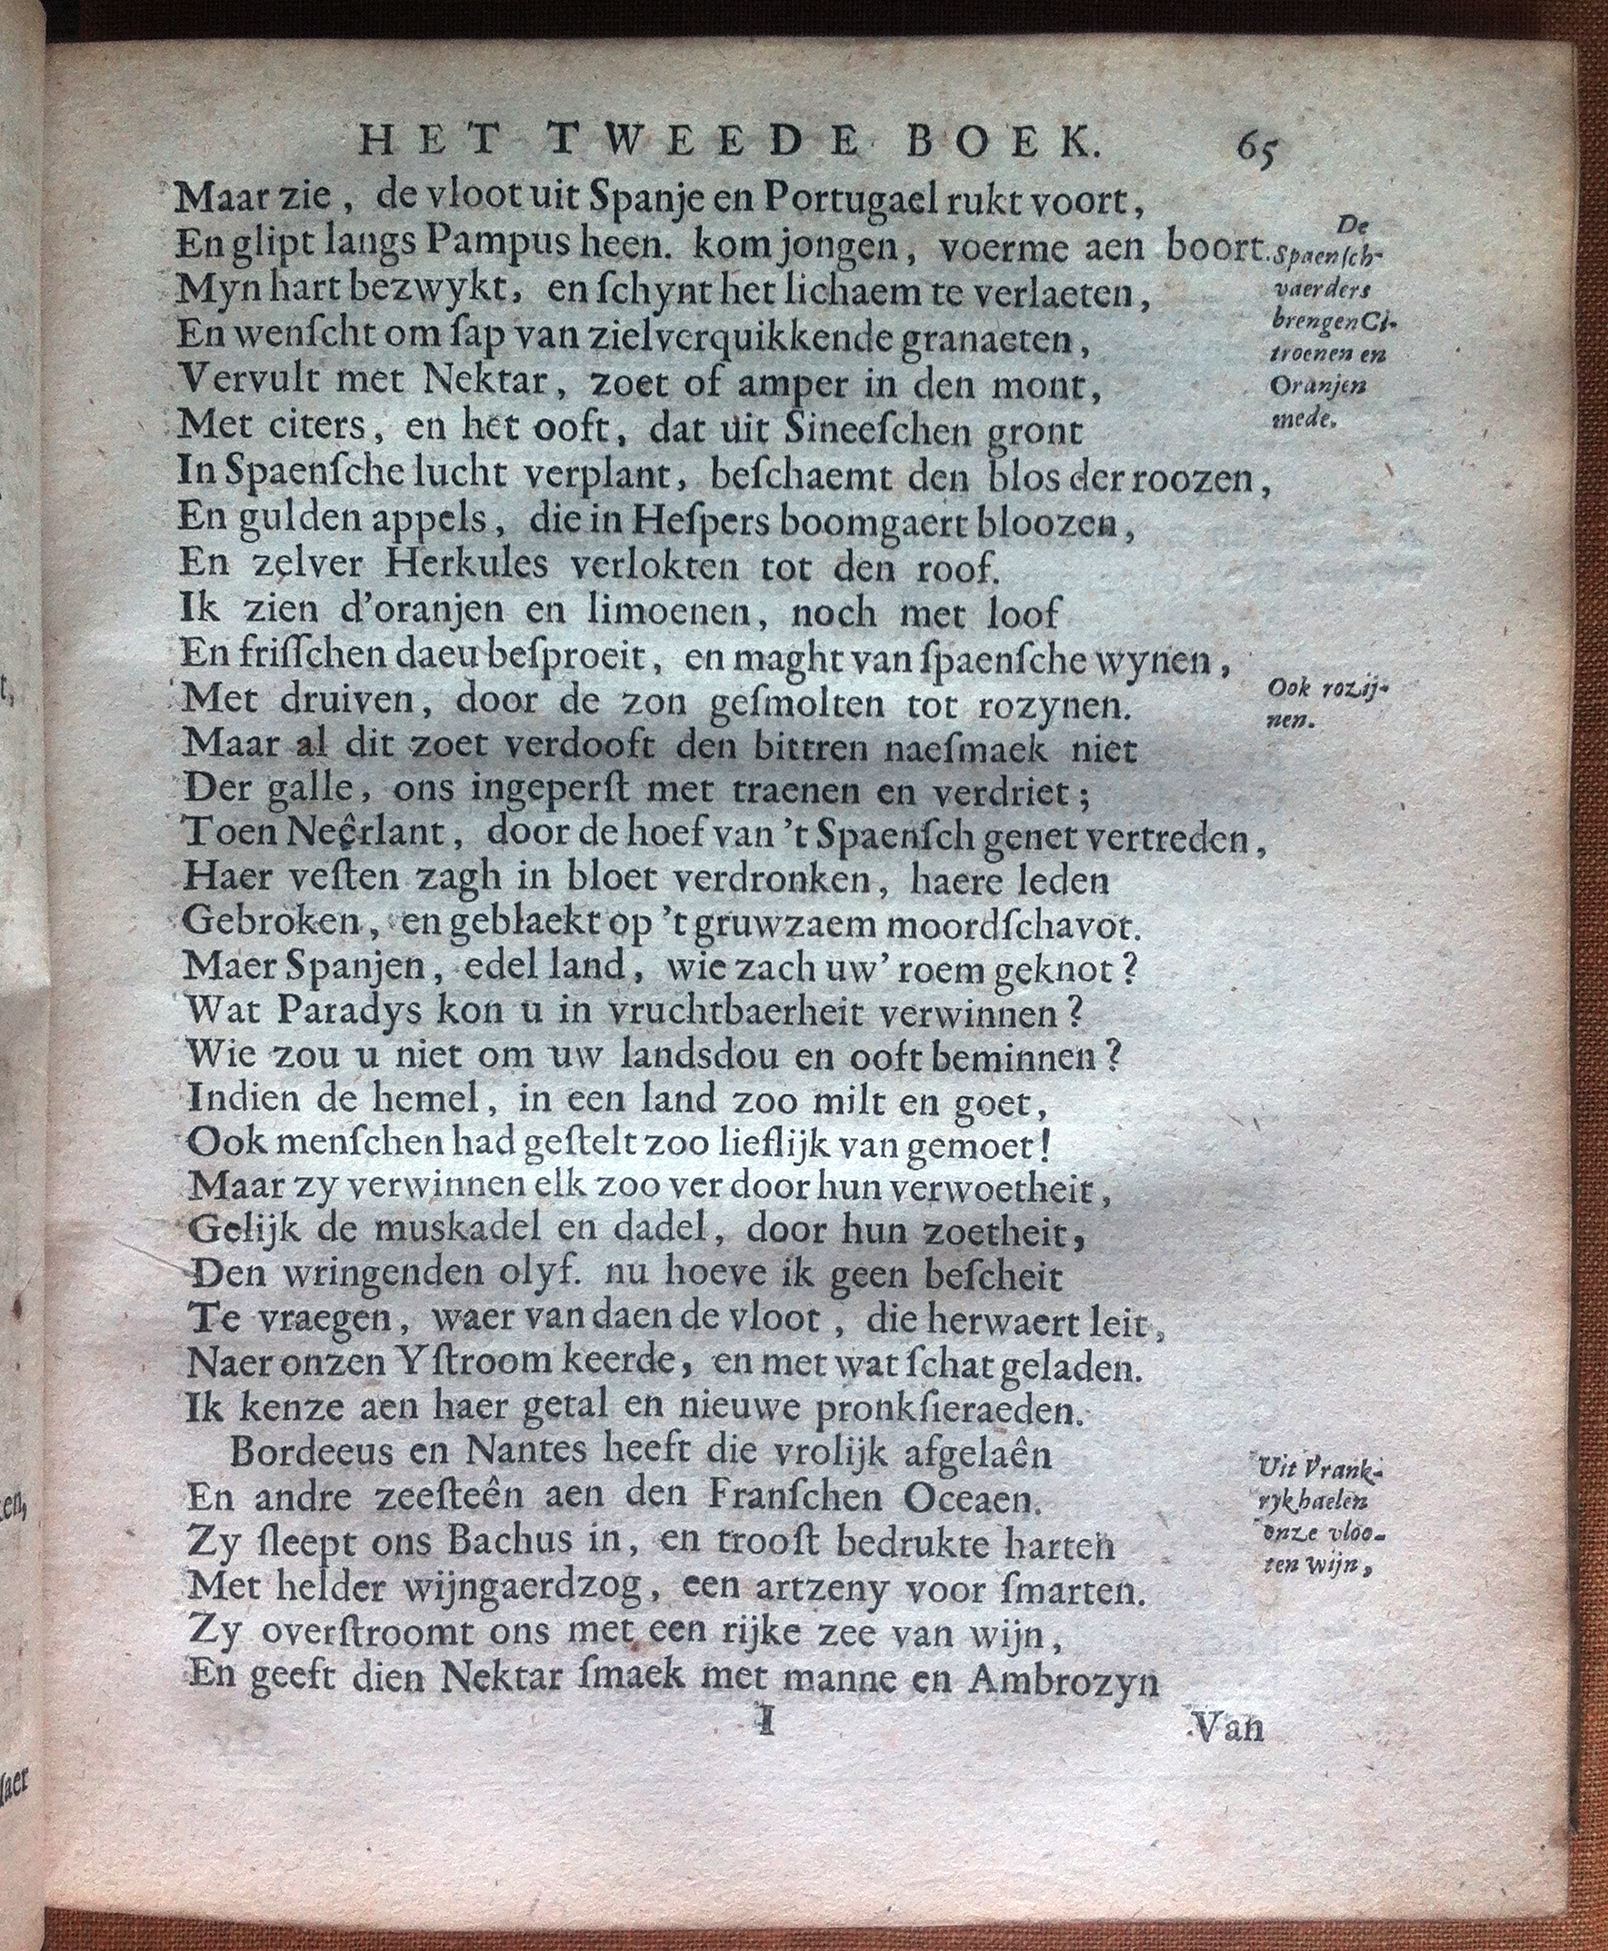 HET TWEEDE BOEK. 65
Maar zie, de vloot uit Spanje en Portugael rukt voort,
En glipt langs Pampus heen. kom jongen, voerme aen boort.
Myn hart bezwykt, en ſchynt het lichaem te verlaeten,
En wenſcht om ſap van zielverquikkende granaeten,
Vervult met Nektar, zoet of amper in den mont,
Met citers, en het ooft, dat uit Sineeſchen gront
In Spaenſche lucht verplant, beſchaemt den blos der roozen,
En gulden appels, die in Heſpers boomgaert bloozen,
En zelver Herkules verlokten tot den roof.
Ik zien d'oranjen en limoenen, noch met loof
En friſſchen daeu beſproeit, en maght van ſpaenſche wynen,
Met druiven, door de zon geſmolten tot rozynen.
Maar al dit zoet verdooft den bittren naeſmaek niet
Der galle, ons ingeperſt met traenen en verdriet;
Toen Neêrlant, door de hoef van 't Spaenſch genet vertreden,
Haer veſten zagh in bloet verdronken, haere leden
Gebroken, en geblaekt op 't gruwzaem moordſchavot.
Maer Spanjen, edel land, wie zach uw' roem geknot?
Wat Paradys kon u in vruchtbaerheit verwinnen?
Wie zou u niet om uw landsdou en ooft beminnen?
Indien de hemel, in een land zoo milt en goet,
Ook menſchen had geſtelt zoo lieflijk van gemoet!
Maar zy verwinnen elk zoo ver door hun verwoetheit,
Gelijk de muskadel en dadel, door hun zoetheit,
Den wringenden olyf. nu hoeve ik geen beſcheit
Te vraegen, waer van daen de vloot, die herwaert leit,
Naer onzen Yſtroom keerde, en met wat ſchat geladen.
Ik kenze aen haer getal en nieuwe pronkſieraeden.
Bordeeus en Nantes heeft die vrolijk afgelaên
En andre zeeſteên aen den Franſchen Oceaen.
Zy ſleept ons Bachus in, en trooſt bedrukte harten
Met helder wijngaerdzog, een artzeny voor ſmarten.
Zy overſtroomt ons met een rijke zee van wijn,
En geeft dien Nektar ſmaek met manne en Ambrozyn
I Van
De
Spaenſch-
vaerders
brengen Ci-
troenen en
Oranjen
mede.
Ook rozij-
nen.
Uit Vrank-
rijk haelen
onze vloo-
ten wijn,